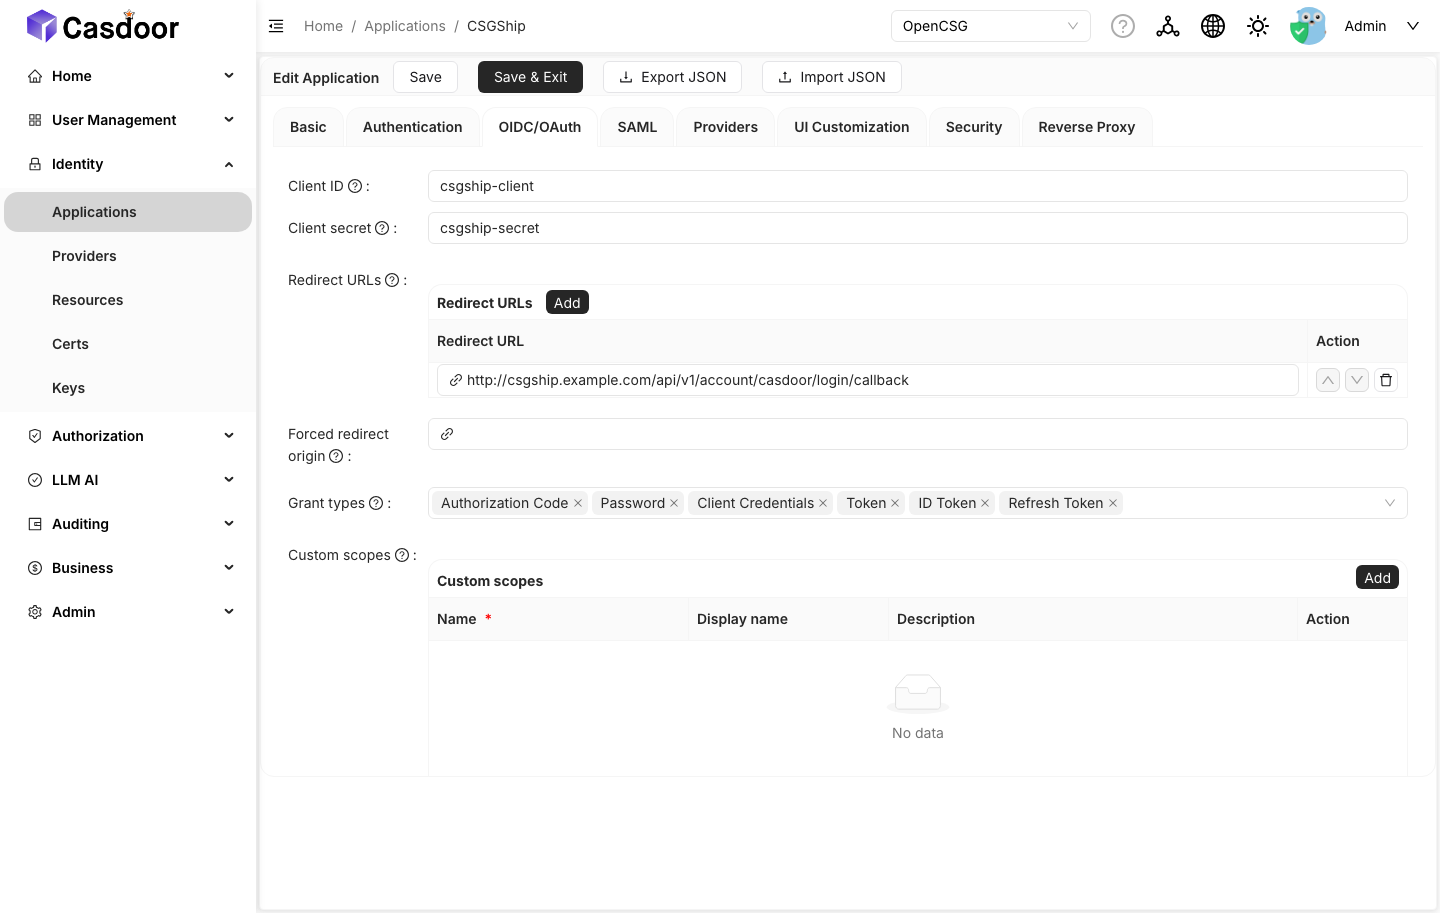 Casdoor
Home / Applications / CSGShip
OpenCSG
Admin
Home
User Management
Identity
Applications
Providers
Resources
Certs
Keys
Authorization
LLM AI
Auditing
Business
Admin
Edit Application
Save
Save & Exit
Export JSON
Import JSON
Basic
Authentication
OIDC/OAuth
SAML
Providers
UI Customization
Security
Reverse Proxy
Client ID ? :
csgship-client
Client secret ? :
csgship-secret
Redirect URLs ? :
Redirect URLs
Add
Redirect URL
Action
http://csgship.example.com/api/v1/account/casdoor/login/callback
Forced redirect
origin ? :
Grant types ? :
Authorization Code ×
Password ×
Client Credentials ×
Token ×
ID Token ×
Refresh Token ×
Custom scopes ? :
Custom scopes
Add
Name *
Display name
Description
Action
No data